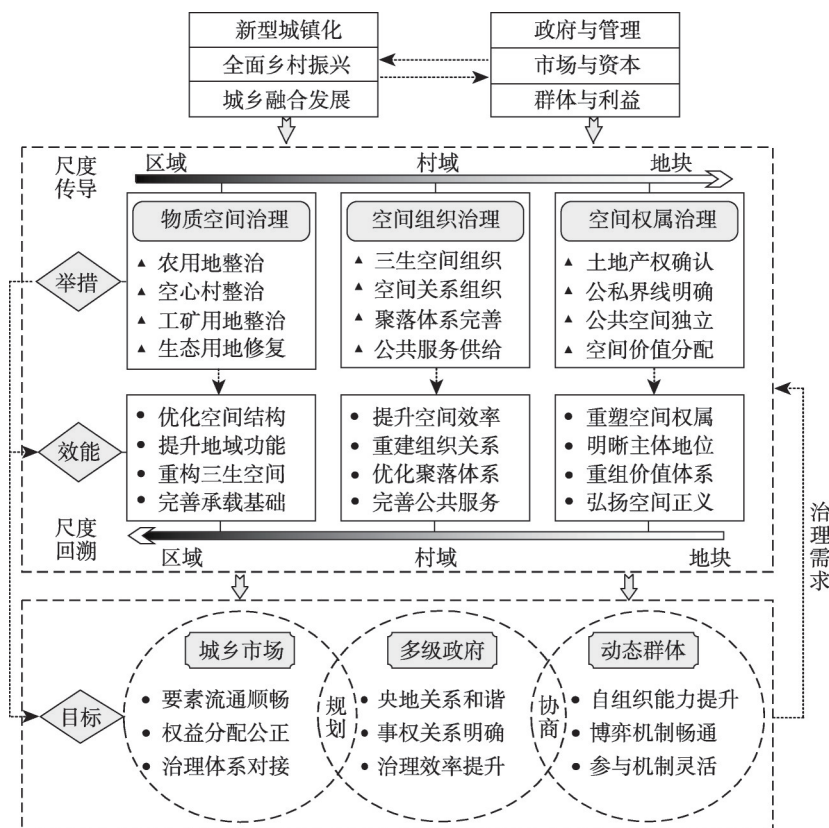 新型城镇化
全面乡村振兴
城乡融合发展
政府与管理
市场与资本
群体与利益
尺度
传导
区域
村域
地块
物质空间治理
空间组织治理
空间权属治理
举措
▲ 农用地整治
▲ 空心村整治
▲ 工矿用地整治
▲ 生态用地修复
▲ 三生空间组织
▲ 空间关系组织
▲ 聚落体系完善
▲ 公共服务供给
▲ 土地产权确认
▲ 公私界线明确
▲ 公共空间独立
▲ 空间价值分配
效能
● 优化空间结构
● 提升地域功能
● 重构三生空间
● 完善承载基础
● 提升空间效率
● 重建组织关系
● 优化聚落体系
● 完善公共服务
● 重塑空间权属
● 明晰主体地位
● 重组价值体系
● 弘扬空间正义
尺度
回溯
区域
村域
地块
治理需求
目标
城乡市场
● 要素流通顺畅
● 权益分配公正
● 治理体系对接
规划
多级政府
● 央地关系和谐
● 事权关系明确
● 治理效率提升
协商
动态群体
● 自组织能力提升
● 博弈机制畅通
● 参与机制灵活